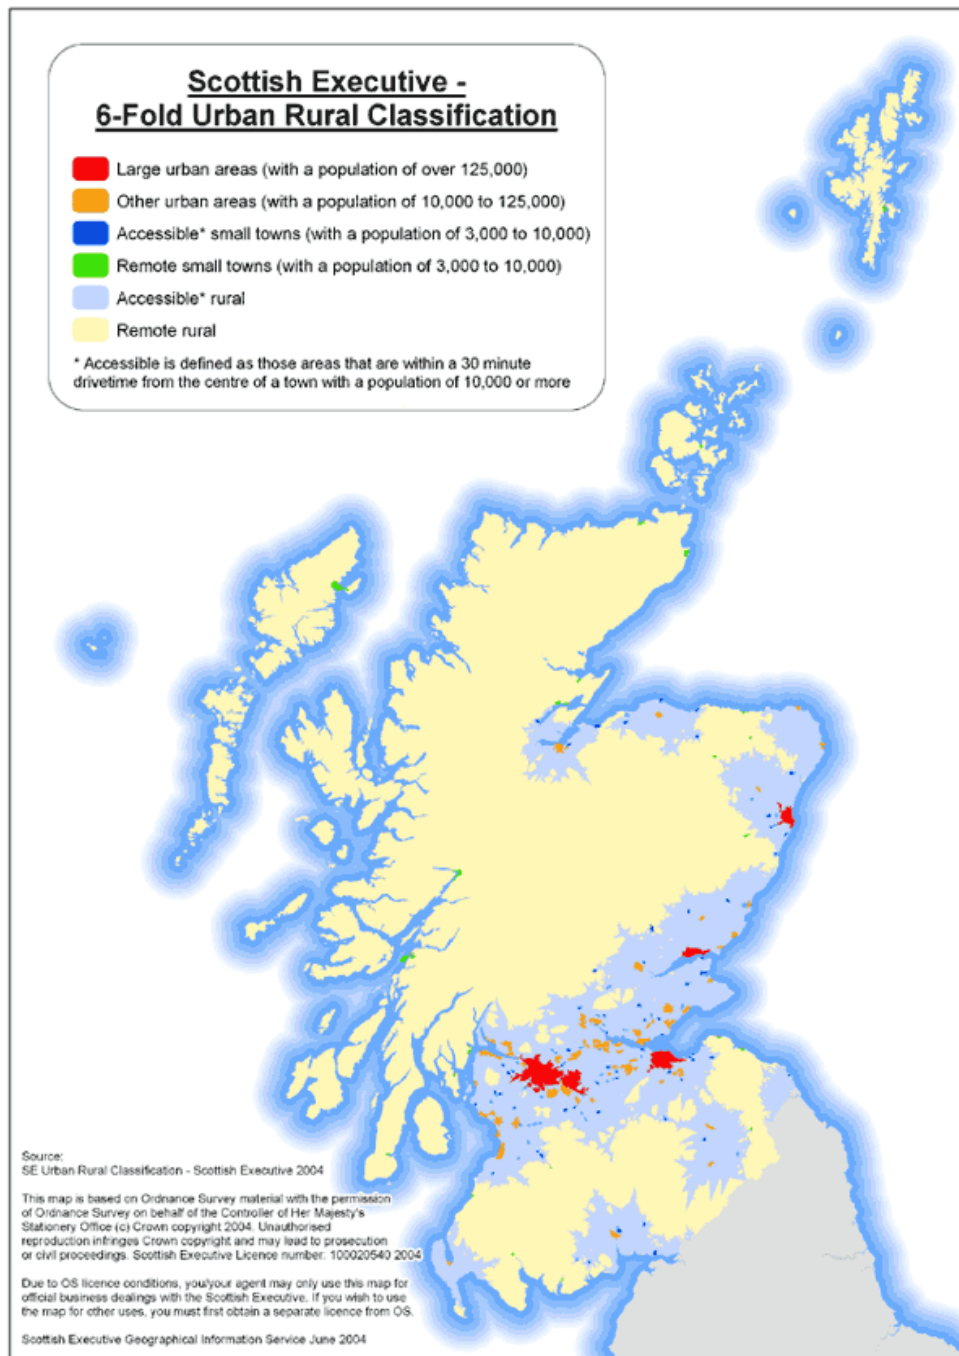 Scottish Executive -
6-Fold Urban Rural Classification
Large urban areas (with a population of over 125,000)
Other urban areas (with a population of 10,000 to 125,000)
Accessible* small towns (with a population of 3,000 to 10,000)
Remote small towns (with a population of 3,000 to 10,000)
Accessible* rural
Remote rural
* Accessible is defined as those areas that are within a 30 minute
drivetime from the centre of a town with a population of 10,000 or more
Source:
SE Urban Rural Classification - Scottish Executive 2004
This map is based on Ordnance Survey material with the permission
of Ordnance Survey on behalf of the Controller of Her Majesty's
Stationery Office (c) Crown copyright 2004. Unauthorised
reproduction infringes Crown copyright and may lead to prosecution
or civil proceedings. Scottish Executive Licence number: 100020540 2004
Due to OS licence conditions, you/your agent may only use this map for
official business dealings with the Scottish Executive. If you wish to use
the map for other uses, you must first obtain a separate licence from OS.
Scottish Executive Geographical Information Service June 2004